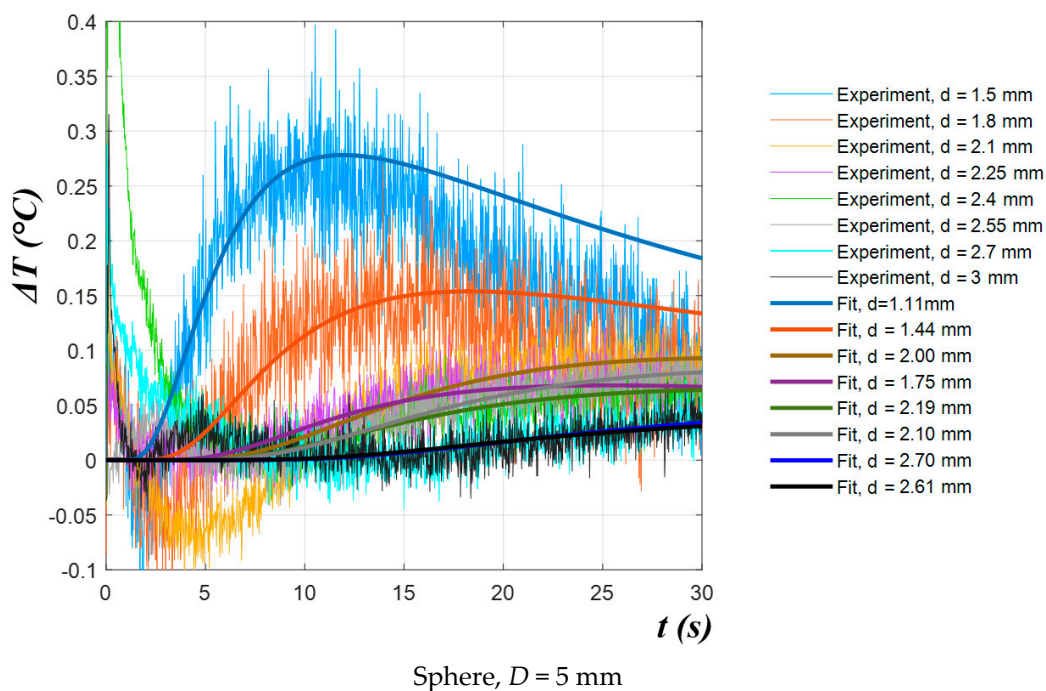 0.4
0.35
0.3
0.25
0.2
0.15
0.1
0.05
0
-0.05
-0.1
ΔT (°C)
0 5 10 15 20 25 30
t (s)
Experiment, d = 1.5 mm
Experiment, d = 1.8 mm
Experiment, d = 2.1 mm
Experiment, d = 2.25 mm
Experiment, d = 2.4 mm
Experiment, d = 2.55 mm
Experiment, d = 2.7 mm
Experiment, d = 3 mm
Fit, d=1.11mm
Fit, d = 1.44 mm
Fit, d = 2.00 mm
Fit, d = 1.75 mm
Fit, d = 2.19 mm
Fit, d = 2.10 mm
Fit, d = 2.70 mm
Fit, d = 2.61 mm
Sphere, D = 5 mm